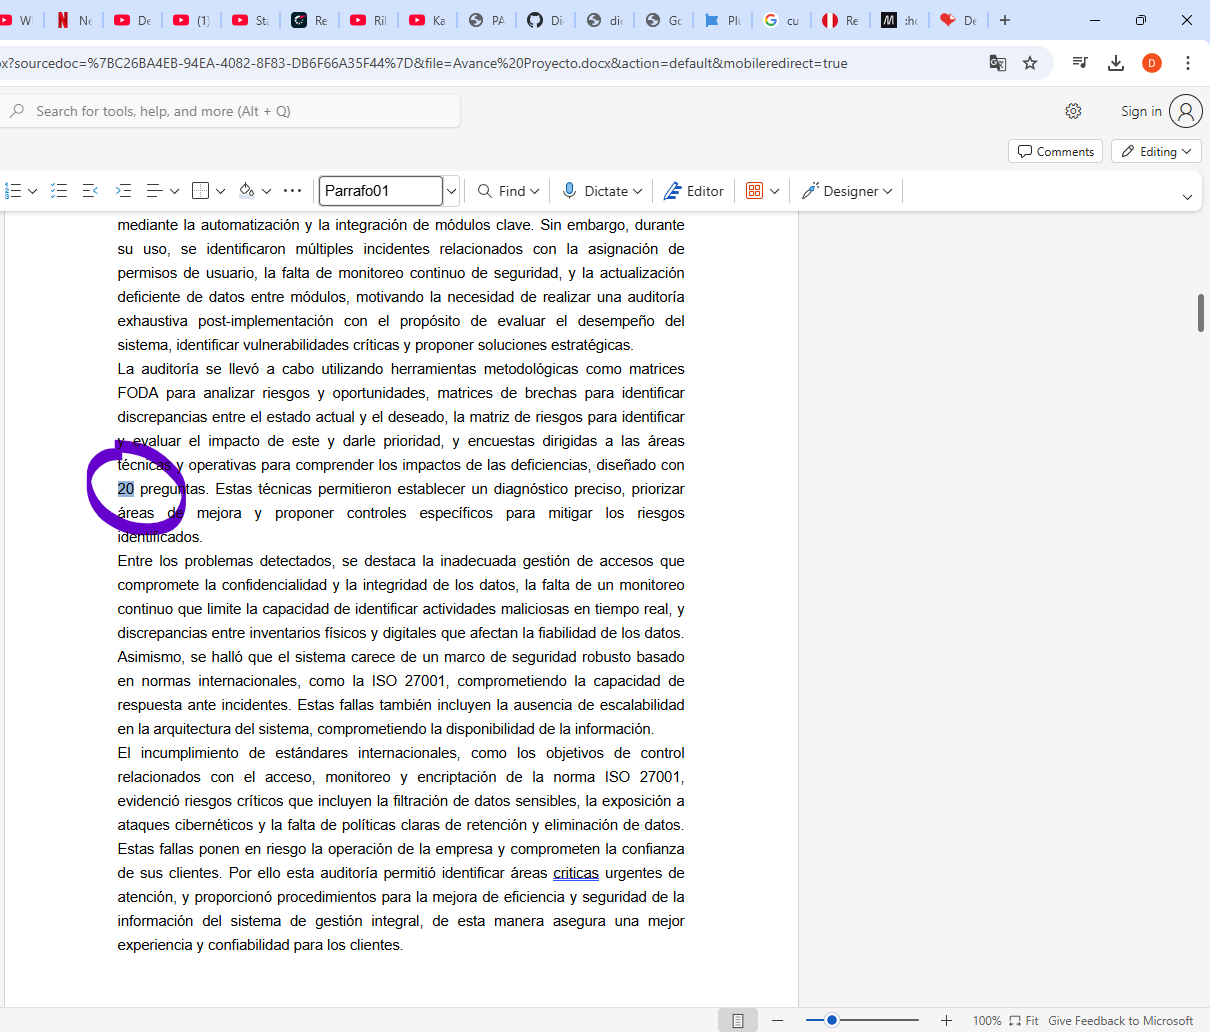 Wl
Ne
De
(1)
Sta
Re
Ril
Ka
PA
Di
di
Go
Pl
cu
Re
:h
De
ox?sourcedoc=%7BC26BA4EB-94EA-4082-8F83-DB6F66A35F44%7D&file=Avance%20Proyecto.docx&action=default&mobileredirect=true
D
Search for tools, help, and more (Alt + Q)
Sign in
Comments
Editing
Parrafo01
Find
Dictate
Editor
Designer
mediante la automatización y la integración de módulos clave. Sin embargo, durante
su uso, se identificaron múltiples incidentes relacionados con la asignación de
permisos de usuario, la falta de monitoreo continuo de seguridad, y la actualización
deficiente de datos entre módulos, motivando la necesidad de realizar una auditoría
exhaustiva post-implementación con el propósito de evaluar el desempeño del
sistema, identificar vulnerabilidades críticas y proponer soluciones estratégicas.
La auditoría se llevó a cabo utilizando herramientas metodológicas como matrices
FODA para analizar riesgos y oportunidades, matrices de brechas para identificar
discrepancias entre el estado actual y el deseado, la matriz de riesgos para identificar
y evaluar el impacto de este y darle prioridad, y encuestas dirigidas a las áreas
técnicas y operativas para comprender los impactos de las deficiencias, diseñado con
20 preguntas. Estas técnicas permitieron establecer un diagnóstico preciso, priorizar
áreas de mejora y proponer controles específicos para mitigar los riesgos
identificados.
Entre los problemas detectados, se destaca la inadecuada gestión de accesos que
compromete la confidencialidad y la integridad de los datos, la falta de un monitoreo
continuo que limite la capacidad de identificar actividades maliciosas en tiempo real, y
discrepancias entre inventarios físicos y digitales que afectan la fiabilidad de los datos.
Asimismo, se halló que el sistema carece de un marco de seguridad robusto basado
en normas internacionales, como la ISO 27001, comprometiendo la capacidad de
respuesta ante incidentes. Estas fallas también incluyen la ausencia de escalabilidad
en la arquitectura del sistema, comprometiendo la disponibilidad de la información.
El incumplimiento de estándares internacionales, como los objetivos de control
relacionados con el acceso, monitoreo y encriptación de la norma ISO 27001,
evidenció riesgos críticos que incluyen la filtración de datos sensibles, la exposición a
ataques cibernéticos y la falta de políticas claras de retención y eliminación de datos.
Estas fallas ponen en riesgo la operación de la empresa y comprometen la confianza
de sus clientes. Por ello esta auditoría permitió identificar áreas criticas urgentes de
atención, y proporcionó procedimientos para la mejora de eficiencia y seguridad de la
información del sistema de gestión integral, de esta manera asegura una mejor
experiencia y confiabilidad para los clientes.
100%
Fit
Give Feedback to Microsoft